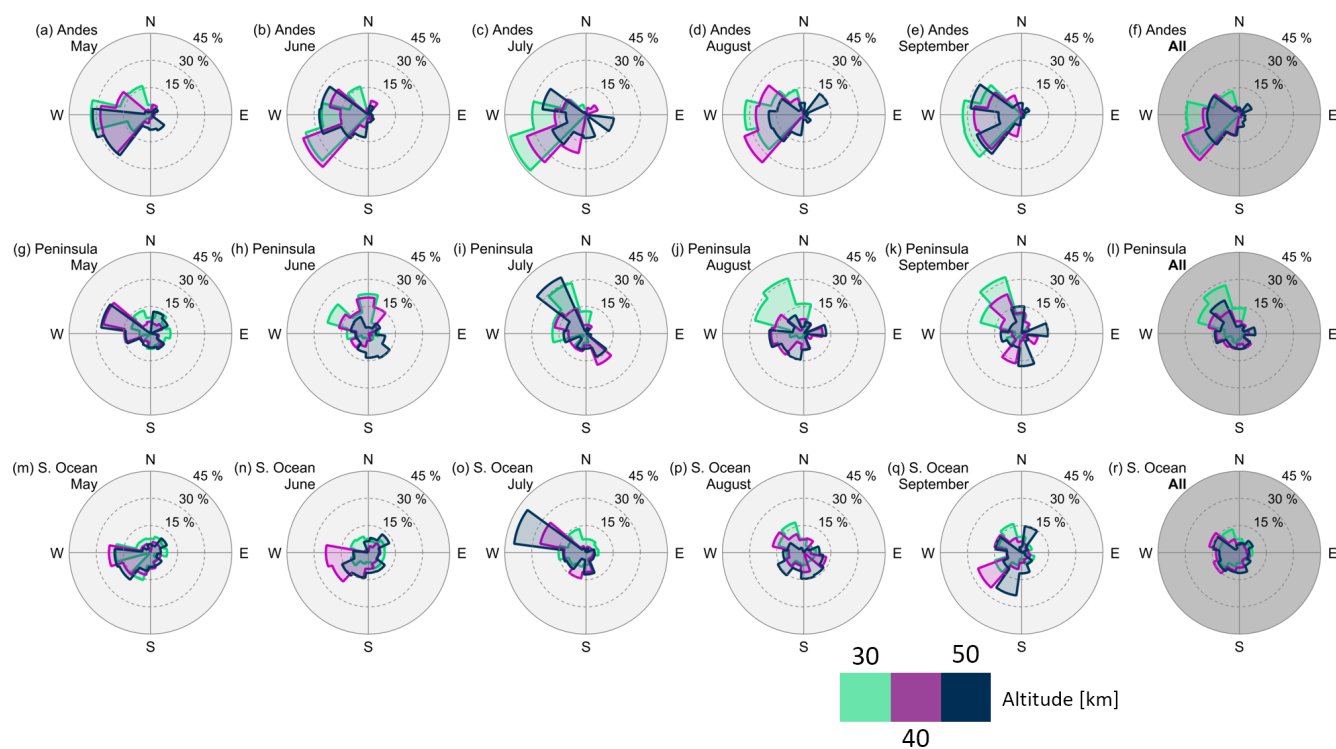 N N N N N N
(a) Andes (b) Andes (c) Andes (d) Andes (e) Andes (f) Andes
May June July August September All
45 % 45 % 45 % 45 % 45 % 45 %
30 % 30 % 30 % 30 % 30 % 30 %
15 % 15 % 15 % 15 % 15 % 15 %
W E W E W E W E W E W E
S S S S S S
N N N N N N
(g) Peninsula (h) Peninsula (i) Peninsula (j) Peninsula (k) Peninsula (l) Peninsula
May June July August September All
45 % 45 % 45 % 45 % 45 % 45 %
30 % 30 % 30 % 30 % 30 % 30 %
15 % 15 % 15 % 15 % 15 % 15 %
W E W E W E W E W E W E
S S S S S S
N N N N N N
(m) S. Ocean (n) S. Ocean (o) S. Ocean (p) S. Ocean (q) S. Ocean (r) S. Ocean
May June July August September All
45 % 45 % 45 % 45 % 45 % 45 %
30 % 30 % 30 % 30 % 30 % 30 %
15 % 15 % 15 % 15 % 15 % 15 %
W E W E W E W E W E W E
S S S S S S
30 50
Altitude [km]
40